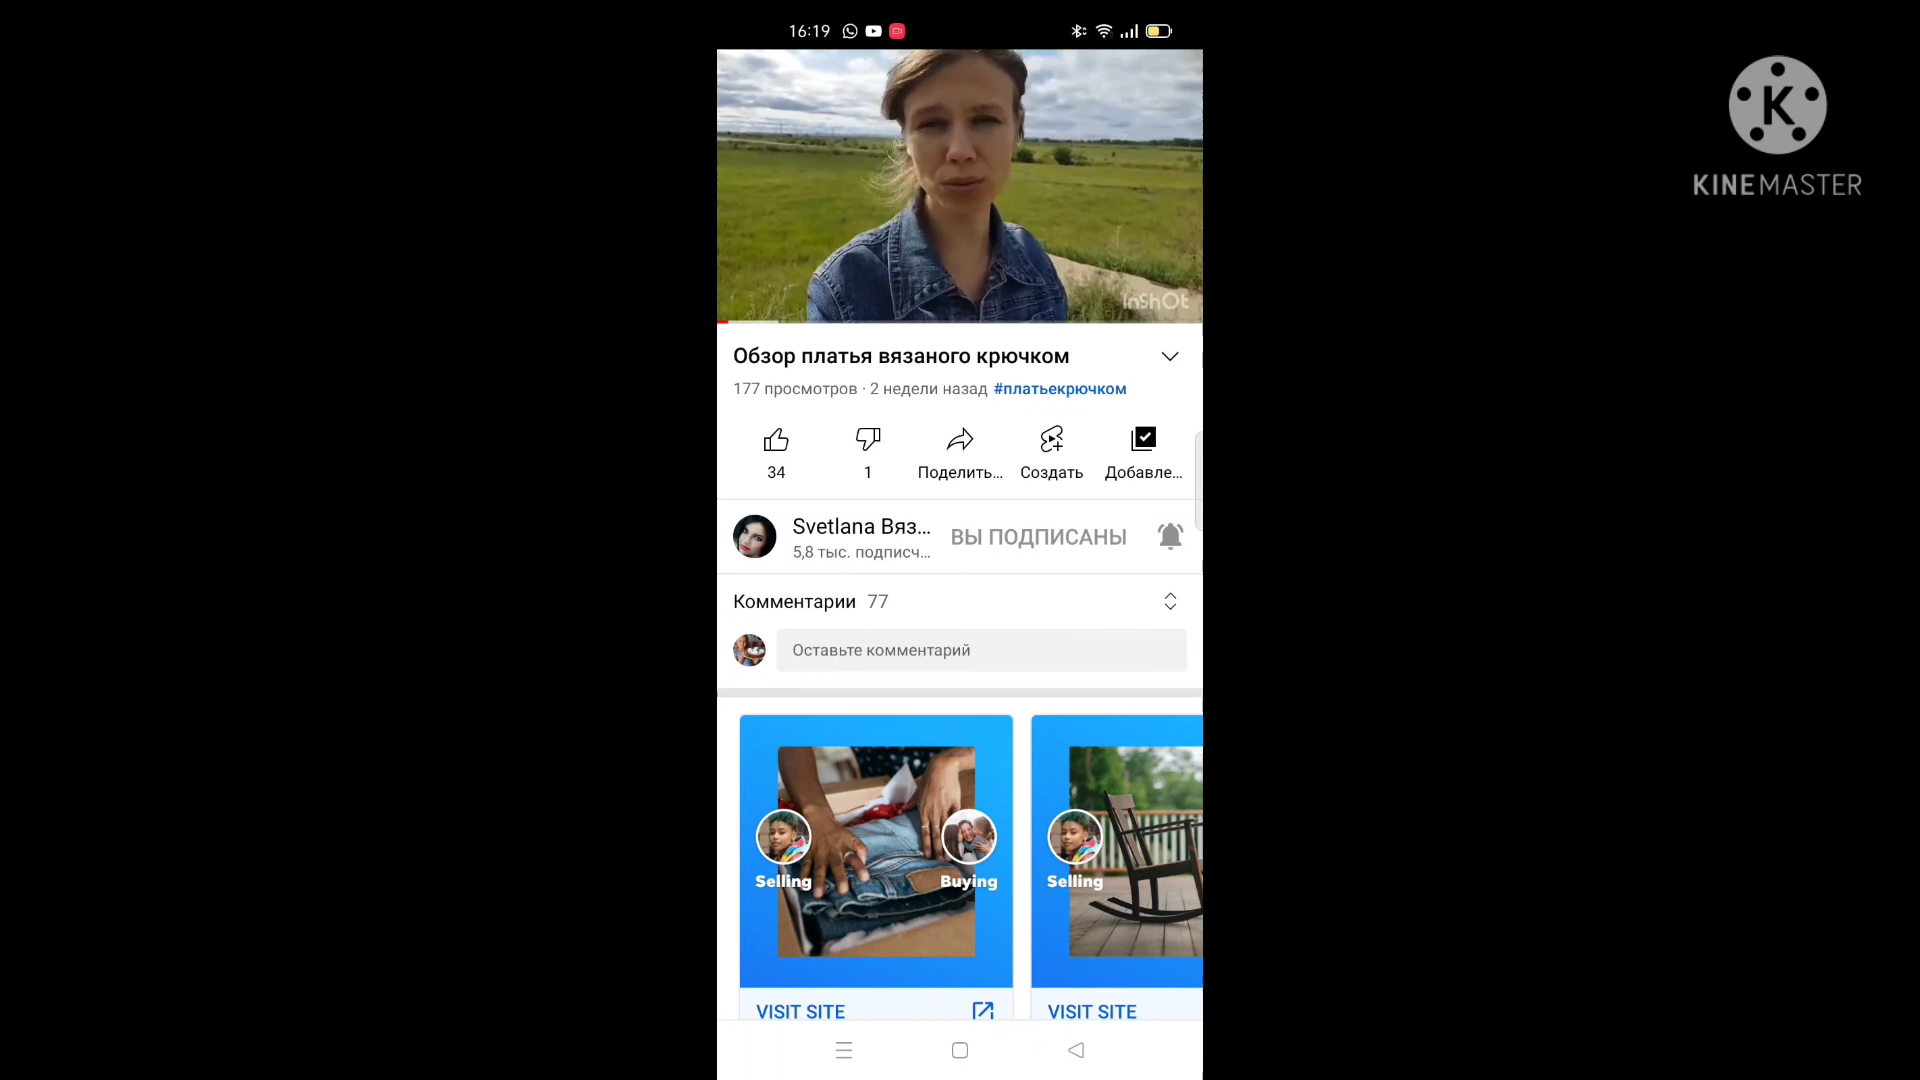 16:19
KINEMASTER
InShOt
Обзор платья вязаного крючком
177 просмотров · 2 недели назад #платьекрючком
34
1
Поделить...
Создать
Добавле...
Svetlana Вяз...
5,8 тыс. подписч...
ВЫ ПОДПИСАНЫ
Комментарии 77
Оставьте комментарий
Selling
Buying
Selling
VISIT SITE
VISIT SITE